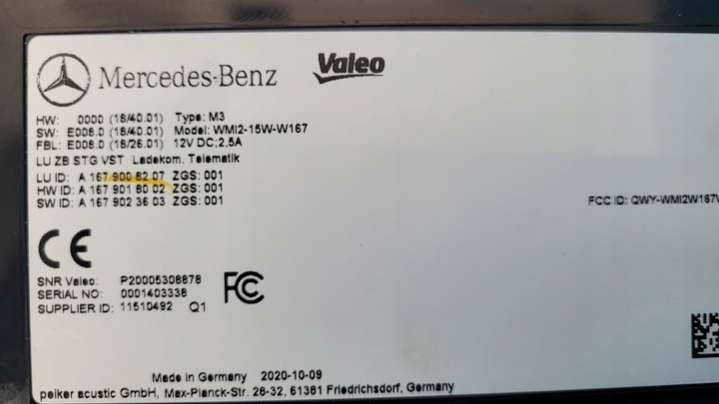 Mercedes-Benz
Valeo
HW: 0000 (18/40.01) Type: M3
SW: E008.0 (18/40.01) Model: WMI2-15W-W167
FBL: E006.0 (18/26.01) 12V DC:2,5A
LU ZB STG VST Ladekom. Telematik
LU ID: A 167 900 82 07 ZGS: 001
HW ID: A 167 901 80 02 ZGS: 001
SW ID: A 167 902 36 03 ZGS: 001
FCC ID: QWY-WMI2W167
CE
SNR Valeo: P20005308878
FC
SERIAL NO: 0001403338
SUPPLIER ID: 11510492 Q1
Made in Germany 2020-10-09
peiker acustic GmbH, Max-Planck-Str. 28-32, 61381 Friedrichsdorf, Germany